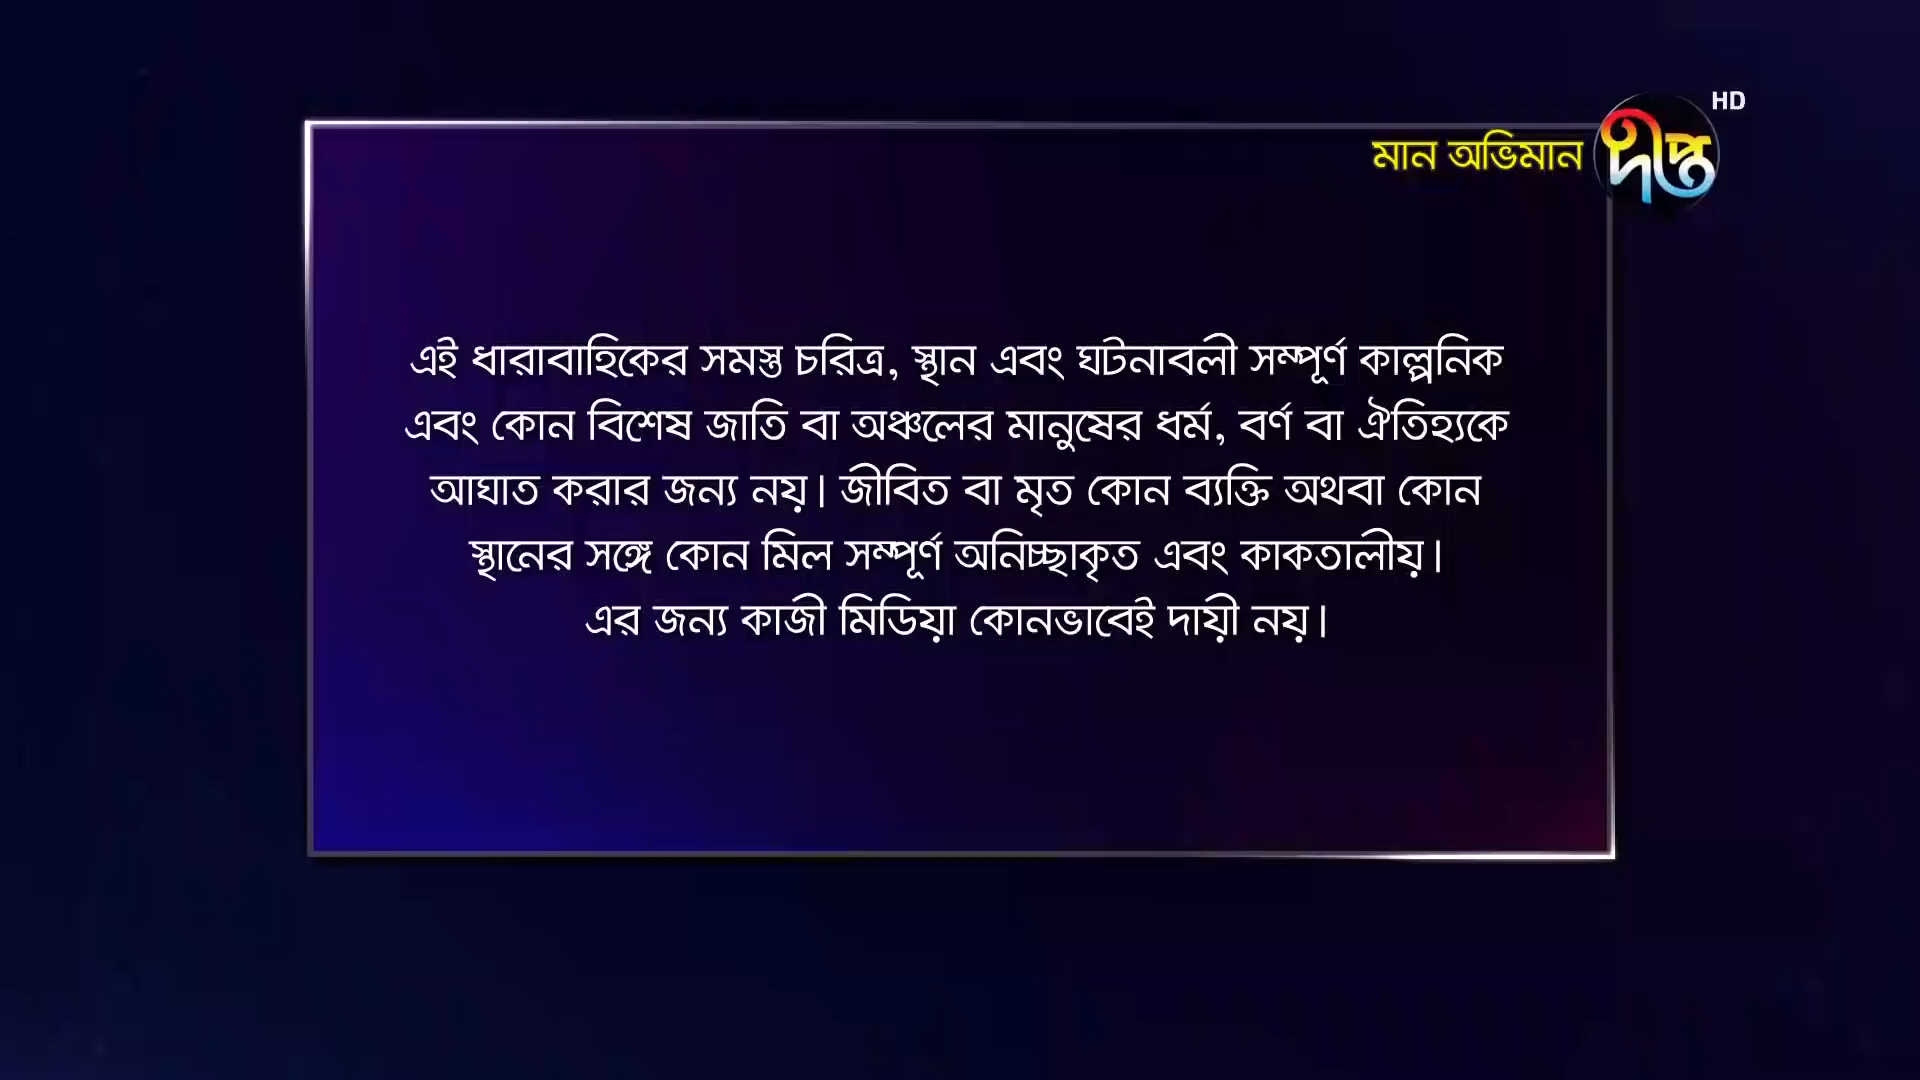 HD
মান অভিমান দীপ্ত
এই ধারাবাহিকের সমস্ত চরিত্র, স্থান এবং ঘটনাবলী সম্পূর্ণ কাল্পনিক
এবং কোন বিশেষ জাতি বা অঞ্চলের মানুষের ধর্ম, বর্ণ বা ঐতিহ্যকে
আঘাত করার জন্য নয়। জীবিত বা মৃত কোন ব্যক্তি অথবা কোন
স্থানের সঙ্গে কোন মিল সম্পূর্ণ অনিচ্ছাকৃত এবং কাকতালীয়।
এর জন্য কাজী মিডিয়া কোনভাবেই দায়ী নয়।